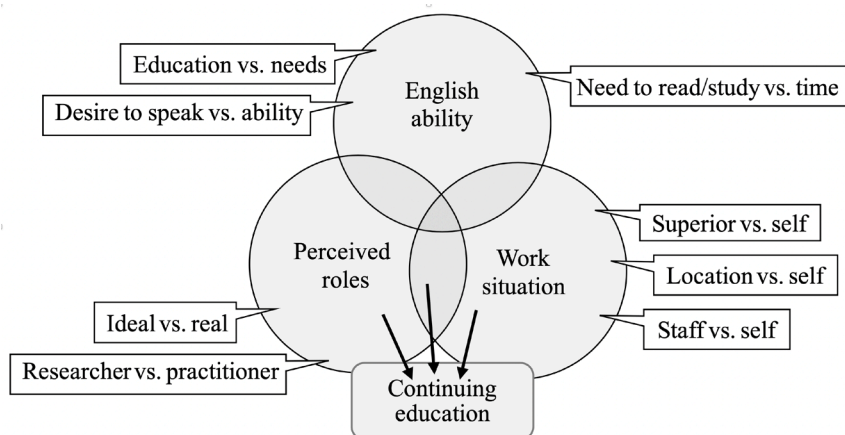 Education vs. needs
Desire to speak vs. ability
English
ability
Need to read/study vs. time
Perceived
roles
Work
situation
Superior vs. self
Location vs. self
Staff vs. self
Ideal vs. real
Researcher vs. practitioner
Continuing
education